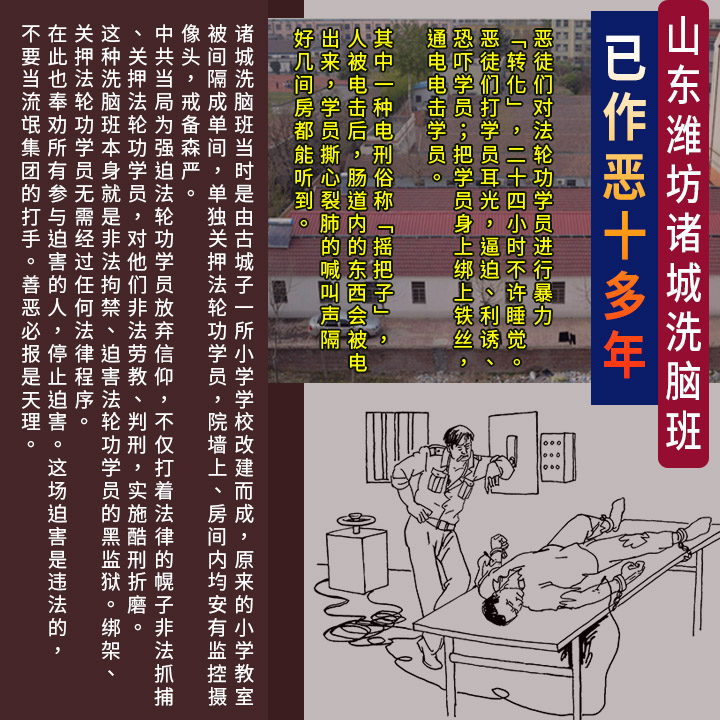 山东潍坊诸城洗脑班
已作恶十多年
恶徒们对法轮功学员进行暴力
「转化」，二十四小时不许睡觉。
恶徒们打学员耳光，逼迫、利诱、
恐吓学员；把学员身上绑上铁丝，
通电电击学员。
其中一种电刑俗称「摇把子」，
人被电击后，肠道内的东西会被电
出来，学员撕心裂肺的喊叫声隔
好几间房都能听到。
诸城洗脑班当时是由古城子一所小学学校改建而成，原来的小学教室
被间隔成单间，单独关押法轮功学员，院墙上、房间内均安有监控摄
像头，戒备森严。
中共当局为强迫法轮功学员放弃信仰，不仅打着法律的幌子非法抓捕
、关押法轮功学员，对他们非法劳教、判刑，实施酷刑折磨。
这种洗脑班本身就是非法拘禁、迫害法轮功学员的黑监狱。绑架、
关押法轮功学员无需经过任何法律程序。
在此也奉劝所有参与迫害的人，停止迫害。这场迫害是违法的，
不要当流氓集团的打手。善恶必报是天理。